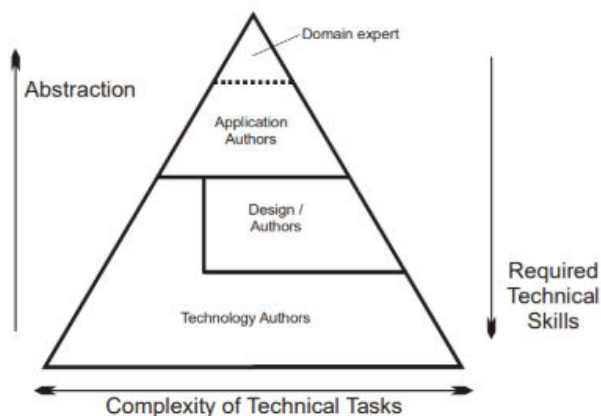 Domain expert
Abstraction
Application
Authors
Design /
Authors
Required
Technical
Skills
Technology Authors
Complexity of Technical Tasks